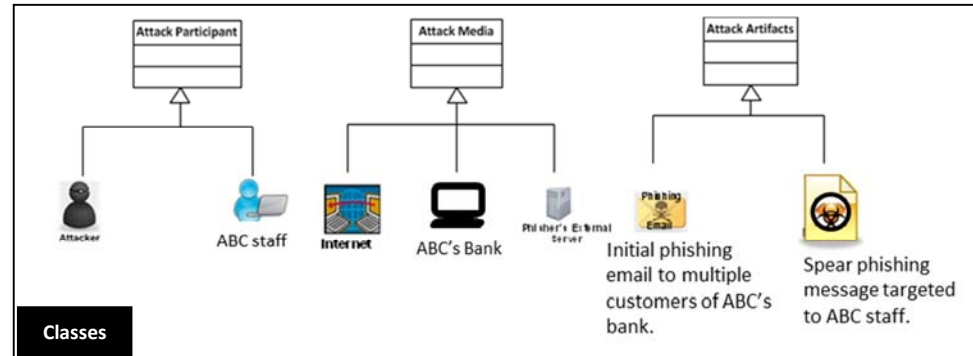 Attack Participant
Attack Media
Attack Artifacts
Attacker
ABC staff
Internet
ABC's Bank
Phisher's External
Server
Phishing
Email
Initial phishing
email to multiple
customers of ABC's
bank.
Spear phishing
message targeted
to ABC staff.
Classes